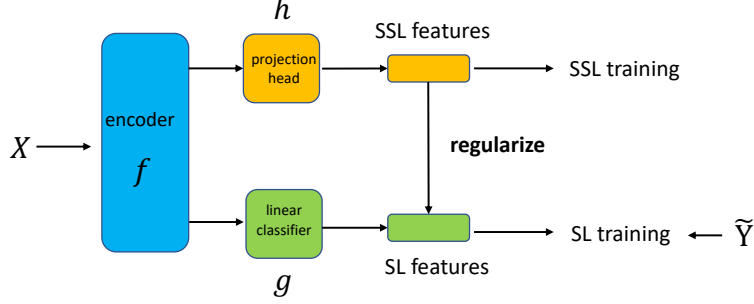 h
SSL features
projection
head
SSL training
encoder
X
f
regularize
linear
classifier
SL training
Ỹ
g
SL features